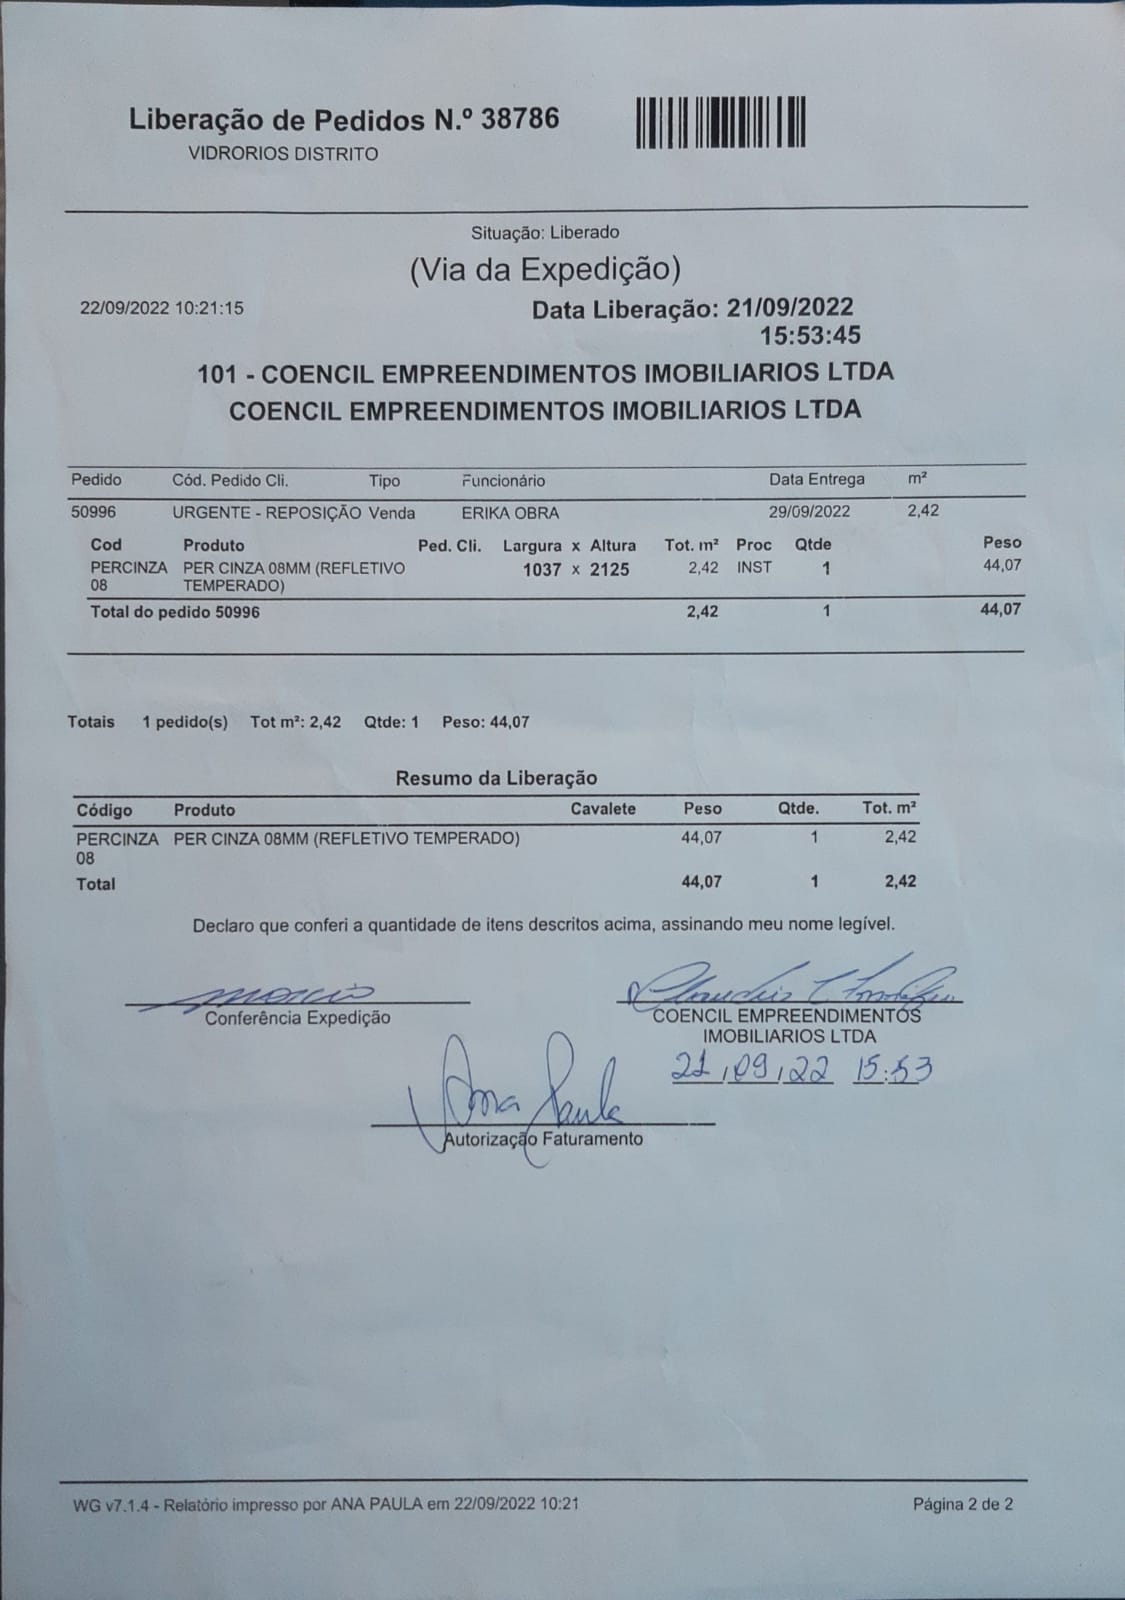 Liberação de Pedidos N.º 38786
VIDRORIOS DISTRITO
Situação: Liberado
(Via da Expedição)
22/09/2022 10:21:15
Data Liberação: 21/09/2022
15:53:45
101 - COENCIL EMPREENDIMENTOS IMOBILIARIOS LTDA
COENCIL EMPREENDIMENTOS IMOBILIARIOS LTDA
Pedido Cód. Pedido Cli. Tipo Funcionário Data Entrega m²
50996 URGENTE - REPOSIÇÃO Venda ERIKA OBRA 29/09/2022 2,42
Cod Produto Ped. Cli. Largura x Altura Tot. m² Proc Qtde Peso
PERCINZA PER CINZA 08MM (REFLETIVO 1037 x 2125 2,42 INST 1 44,07
08 TEMPERADO)
Total do pedido 50996 2,42 1 44,07
Totais 1 pedido(s) Tot m²: 2,42 Qtde: 1 Peso: 44,07
Resumo da Liberação
Código Produto Cavalete Peso Qtde. Tot. m²
PERCINZA PER CINZA 08MM (REFLETIVO TEMPERADO) 44,07 1 2,42
08
Total 44,07 1 2,42
Declaro que conferi a quantidade de itens descritos acima, assinando meu nome legível.
Conferência Expedição
COENCIL EMPREENDIMENTOS
IMOBILIARIOS LTDA
21/09/22 15:53
Ana Paula
Autorização Faturamento
WG v7.1.4 - Relatório impresso por ANA PAULA em 22/09/2022 10:21 Página 2 de 2